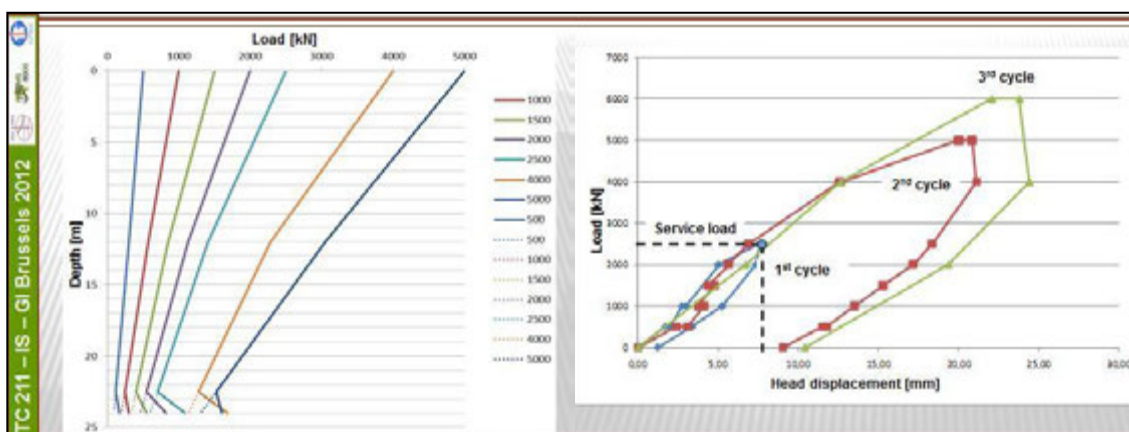 TC 211 – IS – GI Brussels 2012
Load [kN]
0 1000 2000 3000 4000 5000
Depth [m]
0
5
10
15
20
25
1000
1500
2000
2500
4000
5000
500
500
1000
1500
2000
2500
4000
5000
Load [kN]
7000
6000
5000
4000
3000
2000
1000
0
3rd cycle
2nd cycle
Service load
1st cycle
0,00 5,00 10,00 15,00 20,00 25,00 30,00
Head displacement [mm]